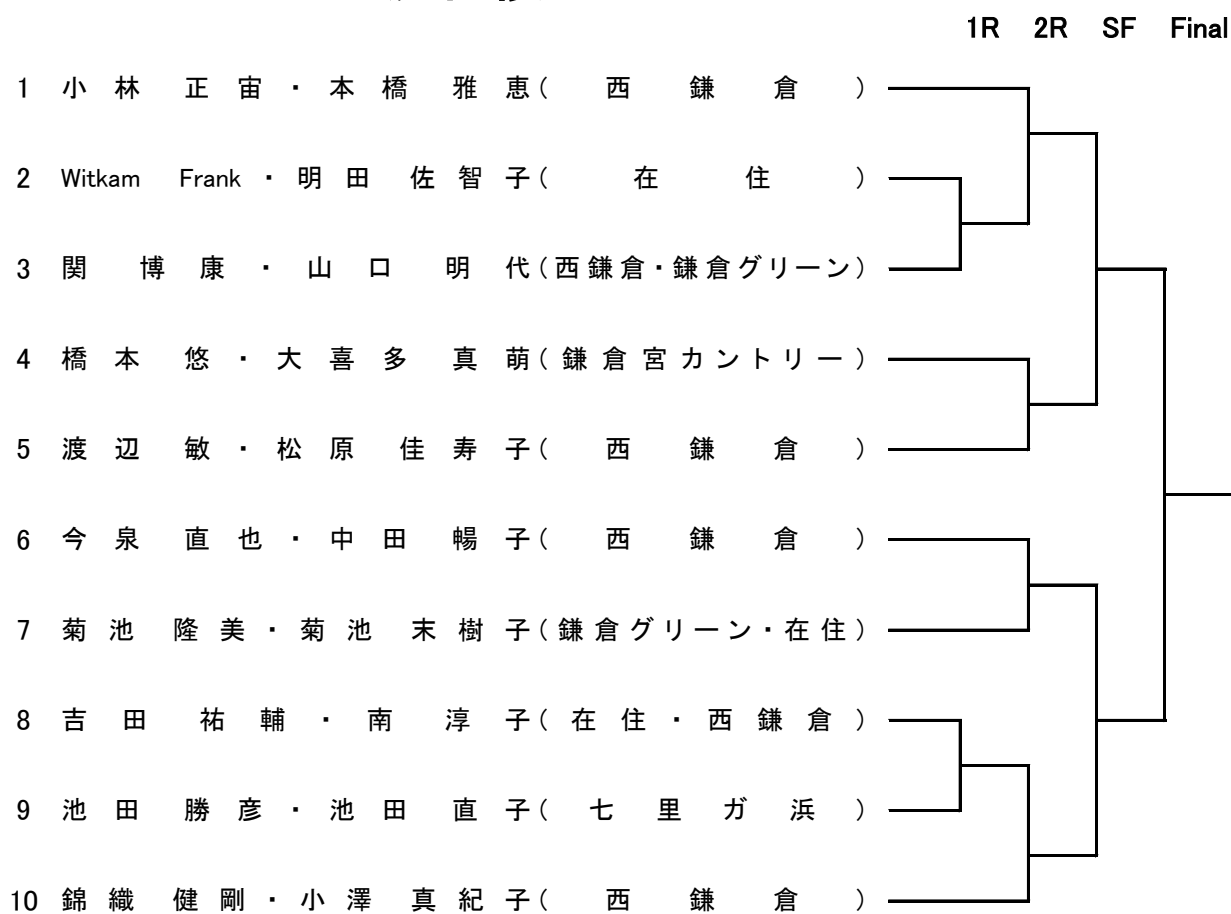 1R 2R SF Final
1 小林 正宙・本橋 雅恵(西鎌倉)
2 Witkam Frank・明田 佐智子(在住)
3 関 博康・山口 明代(西鎌倉・鎌倉グリーン)
4 橋本 悠・大喜多 真萌(鎌倉宮カントリー)
5 渡辺 敏・松原 佳寿子(西鎌倉)
6 今泉 直也・中田 暢子(西鎌倉)
7 菊池 隆美・菊池 末樹子(鎌倉グリーン・在住)
8 吉田 祐輔・南 淳子(在住・西鎌倉)
9 池田 勝彦・池田 直子(七里ガ浜)
10 錦織 健剛・小澤 真紀子(西鎌倉)